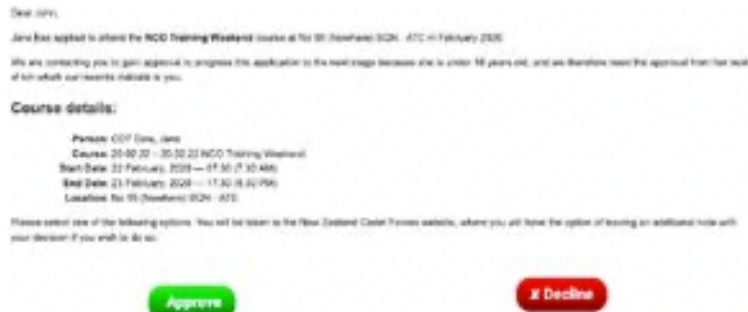 Dear John,
Jane has applied to attend the NCO Training Weekend course at No 95 (Hawkens) SQN - ATC in February 2020.
We are contacting you to gain approval to progress this application to the next stage because she is under 18 years old, and we therefore need the approval from her next
of kin which our records indicate is you.
Course details:
Person: CDT Doe, Jane
Course: 20.02.22 - 20.02.23 NCO Training Weekend
Start Date: 22 February, 2020 — 07:30 (7.30 AM)
End Date: 23 February, 2020 — 17:30
Location: No SQN - ATC
Please select one of the following options. You will be taken to the New Zealand Cadet Forces website, where you will have the option of leaving an additional note with
your decision if you wish to do so.
Approve
✗ Decline